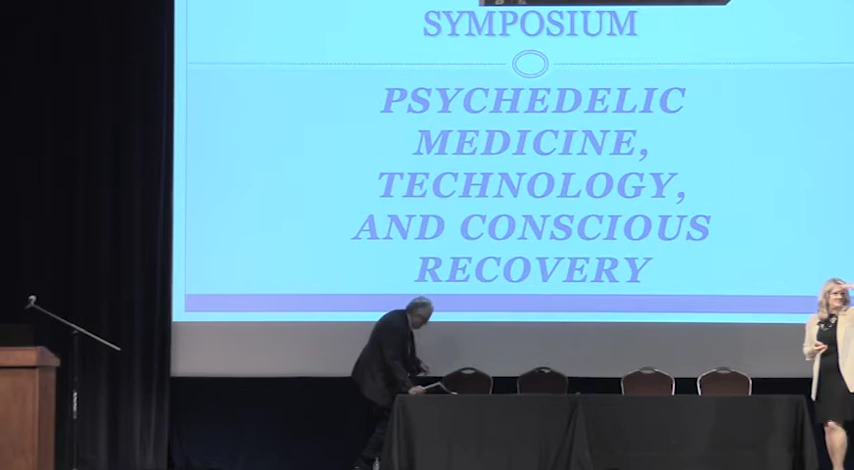 SYMPOSIUM
PSYCHEDELIC
MEDICINE,
TECHNOLOGY,
AND CONSCIOUS
RECOVERY